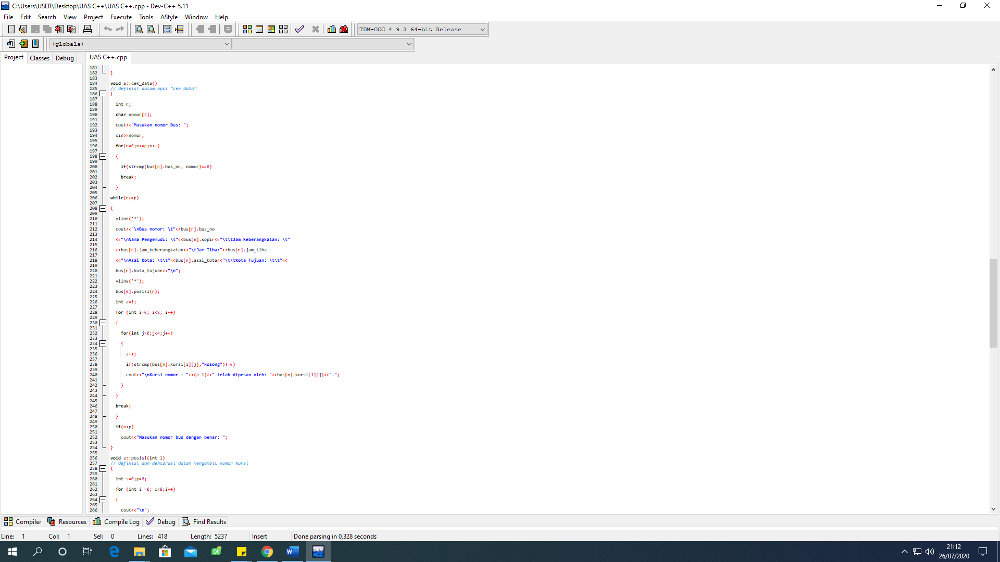 C:\Users\USER\Desktop\UAS C++\UAS C++.cpp - Dev-C++ 5.11
File Edit Search View Project Execute Tools AStyle Window Help
TDM-GCC 4.9.2 64-bit Release
(globals)
Project Classes Debug
UAS C++.cpp
181
182 }
183
184 void a::cek_data()
185 // definisi dalam opsi "cek data"
186 {
187
188 int n;
189
190 char nomor[5];
191
192 cout<<"Masukan nomor Bus: ";
193
194 cin>>nomor;
195
196 for(n=0;n<=p;n++)
197
198 {
199
200 if(strcmp(bus[n].bus_no, nomor)==0)
201
202 break;
203
204 }
205
206 while(n<=p)
207
208 {
209
210 vline('*');
211
212 cout<<"\nBus nomor: \t"<<bus[n].bus_no
213
214 <<"\nNama Pengemudi: \t"<<bus[n].sopir<<"\t\tJam Keberangkatan: \t"
215
216 <<bus[n].jam_keberangkatan<<"\tJam Tiba:"<<bus[n].jam_tiba
217
218 <<"\nAsal Kota: \t\t"<<bus[n].asal_kota<<"\t\tKota Tujuan: \t\t"<<
219
220 bus[n].kota_tujuan<<"\n";
221
222 vline('*');
223
224 bus[0].posisi(n);
225
226 int a=1;
227
228 for (int i=0; i<8; i++)
229
230 {
231
232 for(int j=0;j<4;j++)
233
234 {
235
236 a++;
237
238 if(strcmp(bus[n].kursi[i][j],"kosong")!=0)
239
240 cout<<"\nKursi nomor : "<<(a-1)<<" telah dipesan oleh: "<<bus[n].kursi[i][j]<<".";
241
242 }
243
244 }
245
246 break;
247
248 }
249
250 if(n>p)
251
252 cout<<"Masukan nomor bus dengan benar: ";
253
254 }
255
256 void a::posisi(int l)
257 // definisi dan deklarasi dalam mengambil nomor kursi
258 {
259
260 int s=0;p=0;
261
262 for (int i =0; i<8;i++)
263
264 {
265
266 cout<<"\n";
Compiler Resources Compile Log Debug Find Results
Line: 1 Col: 1 Sel: 0 Lines: 418 Length: 5237 Insert Done parsing in 0,328 seconds
21:12
26/07/2020